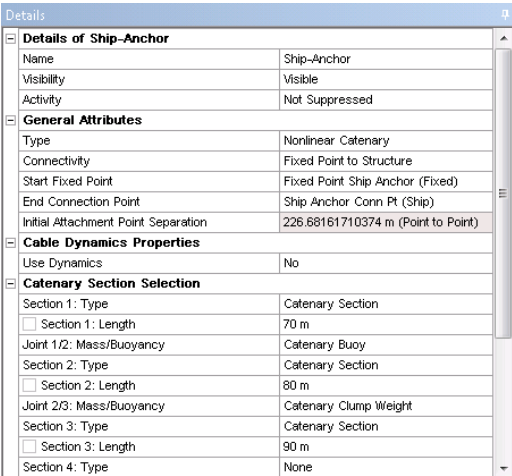 Details
Details of Ship-Anchor
Name Ship-Anchor
Visibility Visible
Activity Not Suppressed
General Attributes
Type Nonlinear Catenary
Connectivity Fixed Point to Structure
Start Fixed Point Fixed Point Ship Anchor (Fixed)
End Connection Point Ship Anchor Conn Pt (Ship)
Initial Attachment Point Separation 226.68161710374 m (Point to Point)
Cable Dynamics Properties
Use Dynamics No
Catenary Section Selection
Section 1: Type Catenary Section
Section 1: Length 70 m
Joint 1/2: Mass/Buoyancy Catenary Buoy
Section 2: Type Catenary Section
Section 2: Length 80 m
Joint 2/3: Mass/Buoyancy Catenary Clump Weight
Section 3: Type Catenary Section
Section 3: Length 90 m
Section 4: Type None